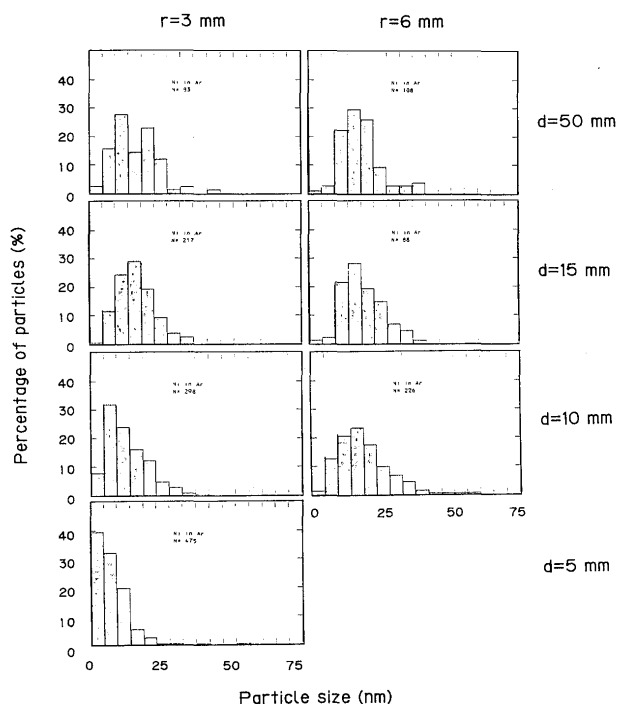 r=3 mm r=6 mm
40
30
20
10
0
Ni in Ar
N= 93
Ni in Ar
N= 108
d=50 mm
40
30
20
10
0
Ni in Ar
N= 217
Ni in Ar
N= 68
d=15 mm
40
30
20
10
0
Ni in Ar
N= 298
Ni in Ar
N= 226
d=10 mm
0 25 50 75
40
30
20
10
0
Ni in Ar
N= 475
d=5 mm
0 25 50 75
Percentage of particles (%)
Particle size (nm)